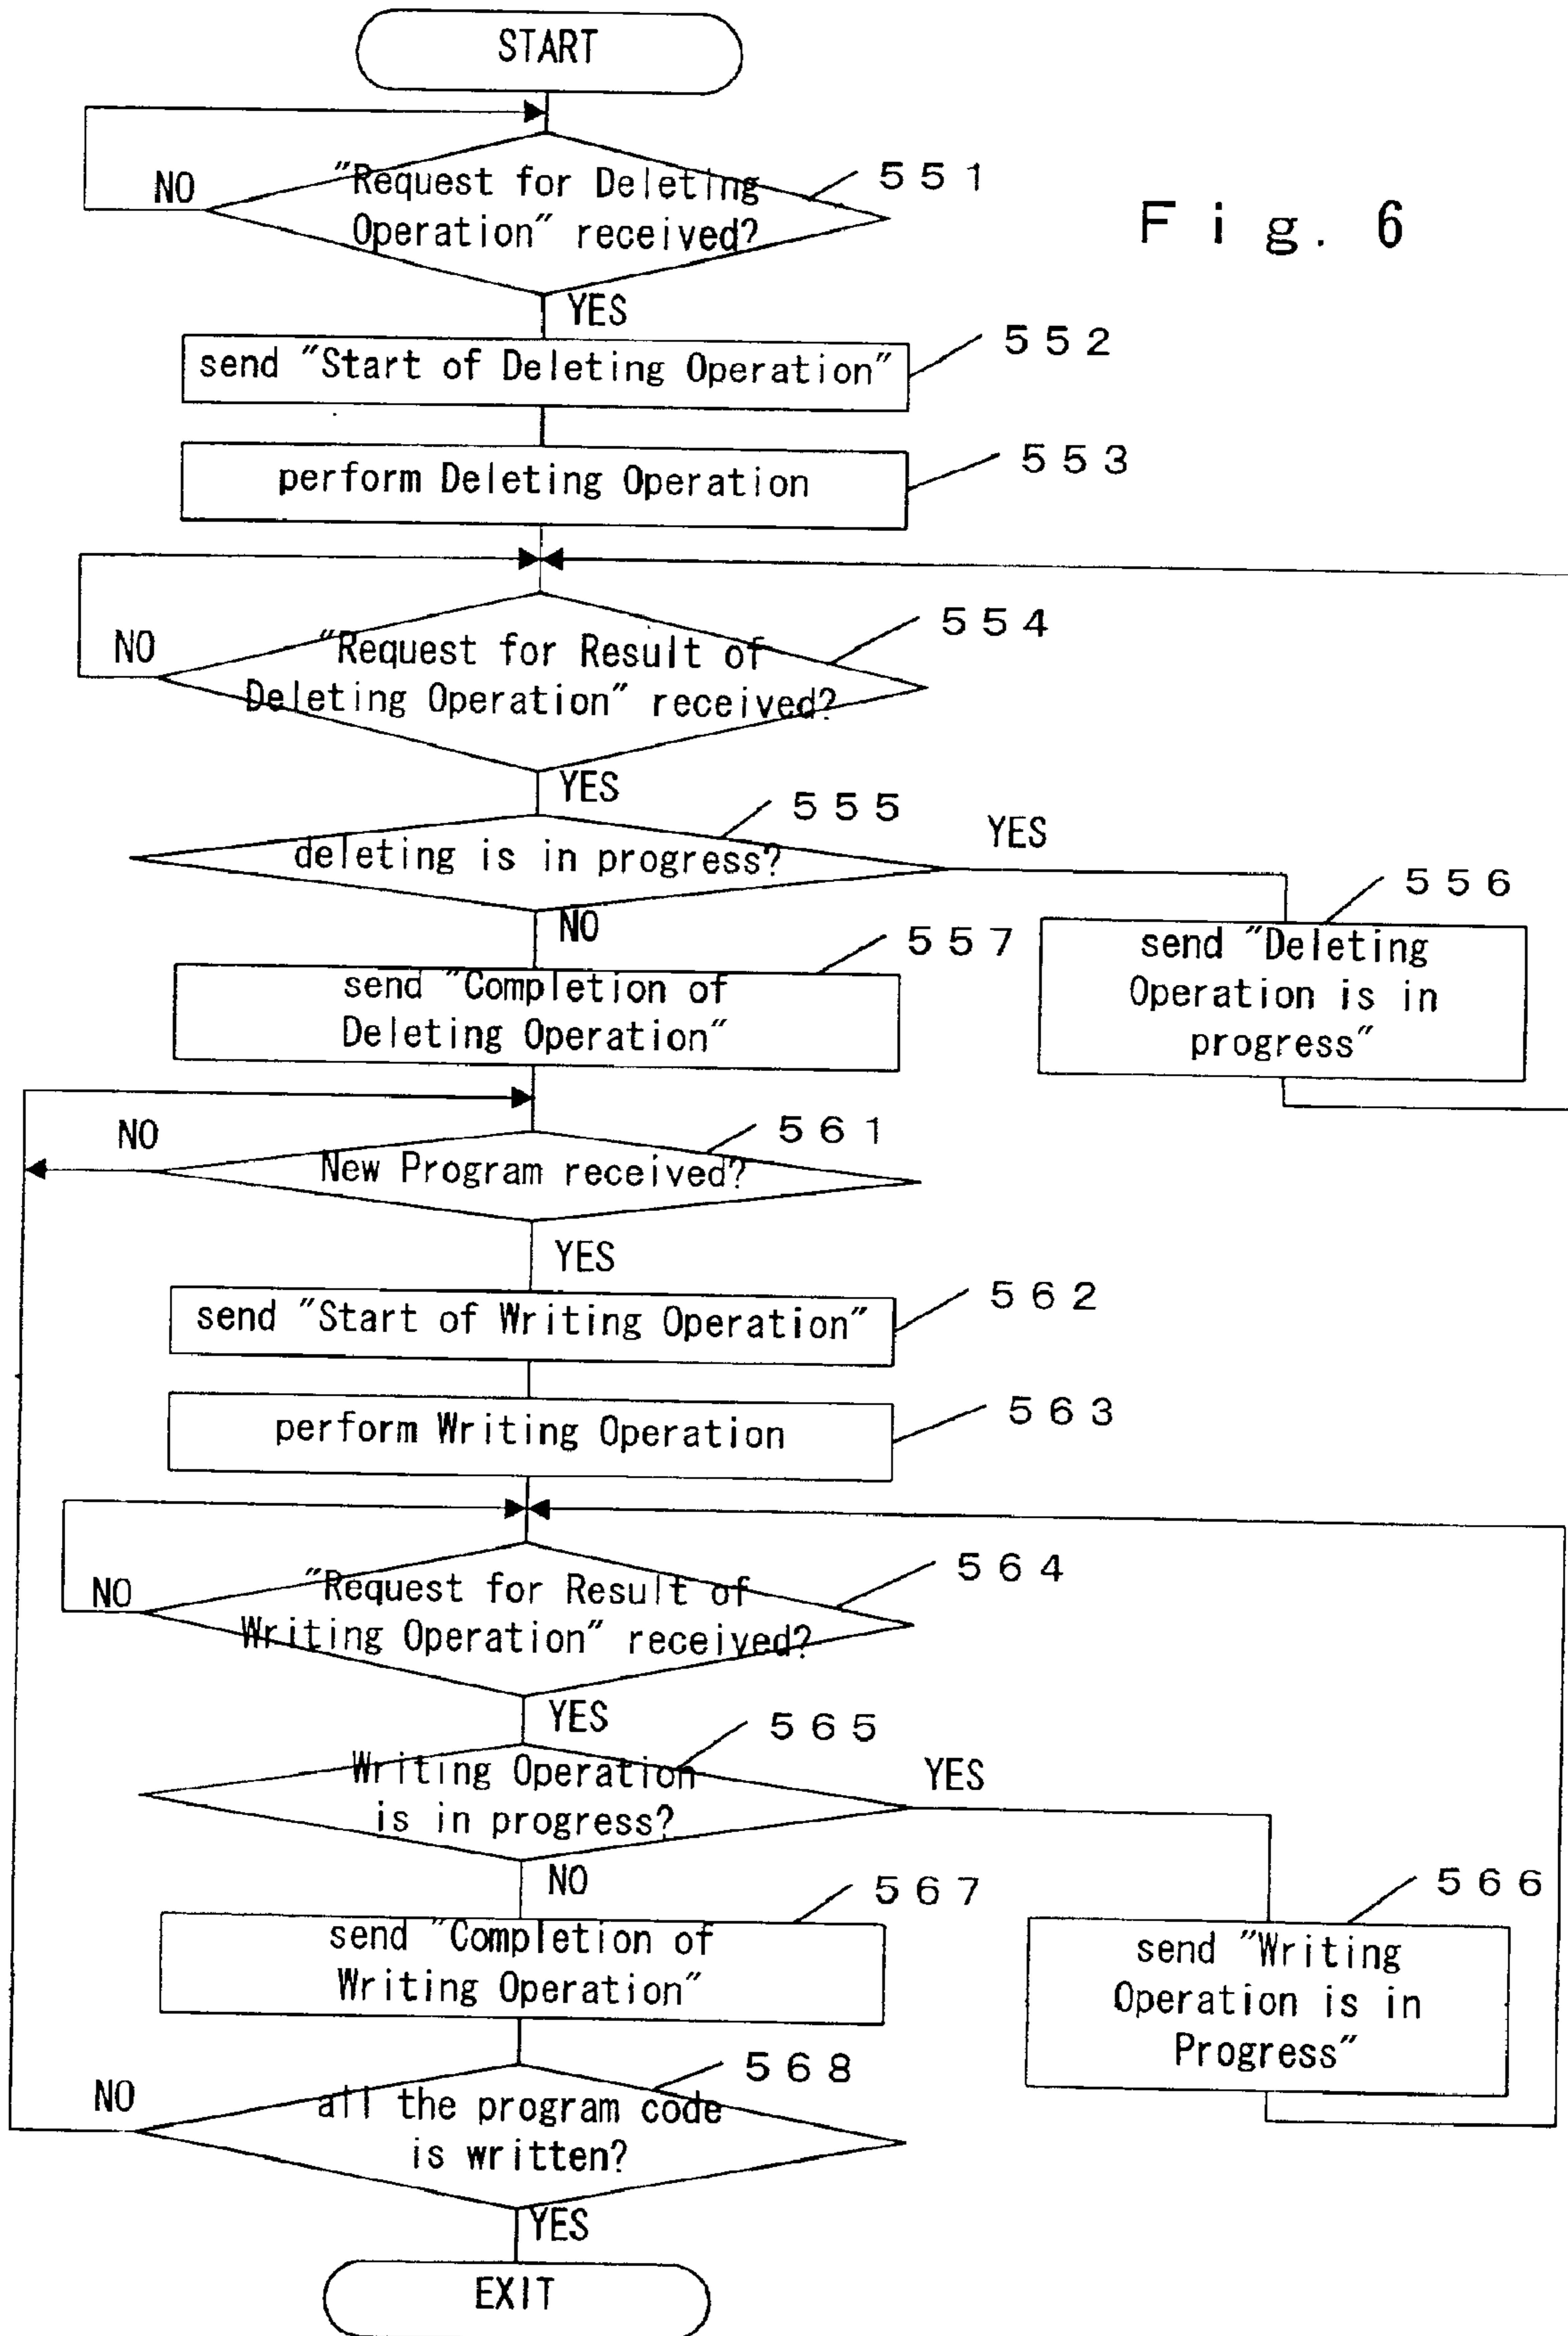 START
Fig. 6
NO
"Request for Deleting
Operation" received?
551
YES
send "Start of Deleting Operation"
552
perform Deleting Operation
553
NO
"Request for Result of
Deleting Operation" received?
554
YES
deleting is in progress?
555
YES
NO
send "Deleting
Operation is in
progress"
556
send "Completion of
Deleting Operation"
557
NO
New Program received?
561
YES
send "Start of Writing Operation"
562
perform Writing Operation
563
NO
"Request for Result of
Writing Operation" received?
564
YES
Writing Operation
is in progress?
565
YES
NO
send "Writing
Operation is in
Progress"
566
send "Completion of
Writing Operation"
567
NO
all the program code
is written?
568
YES
EXIT